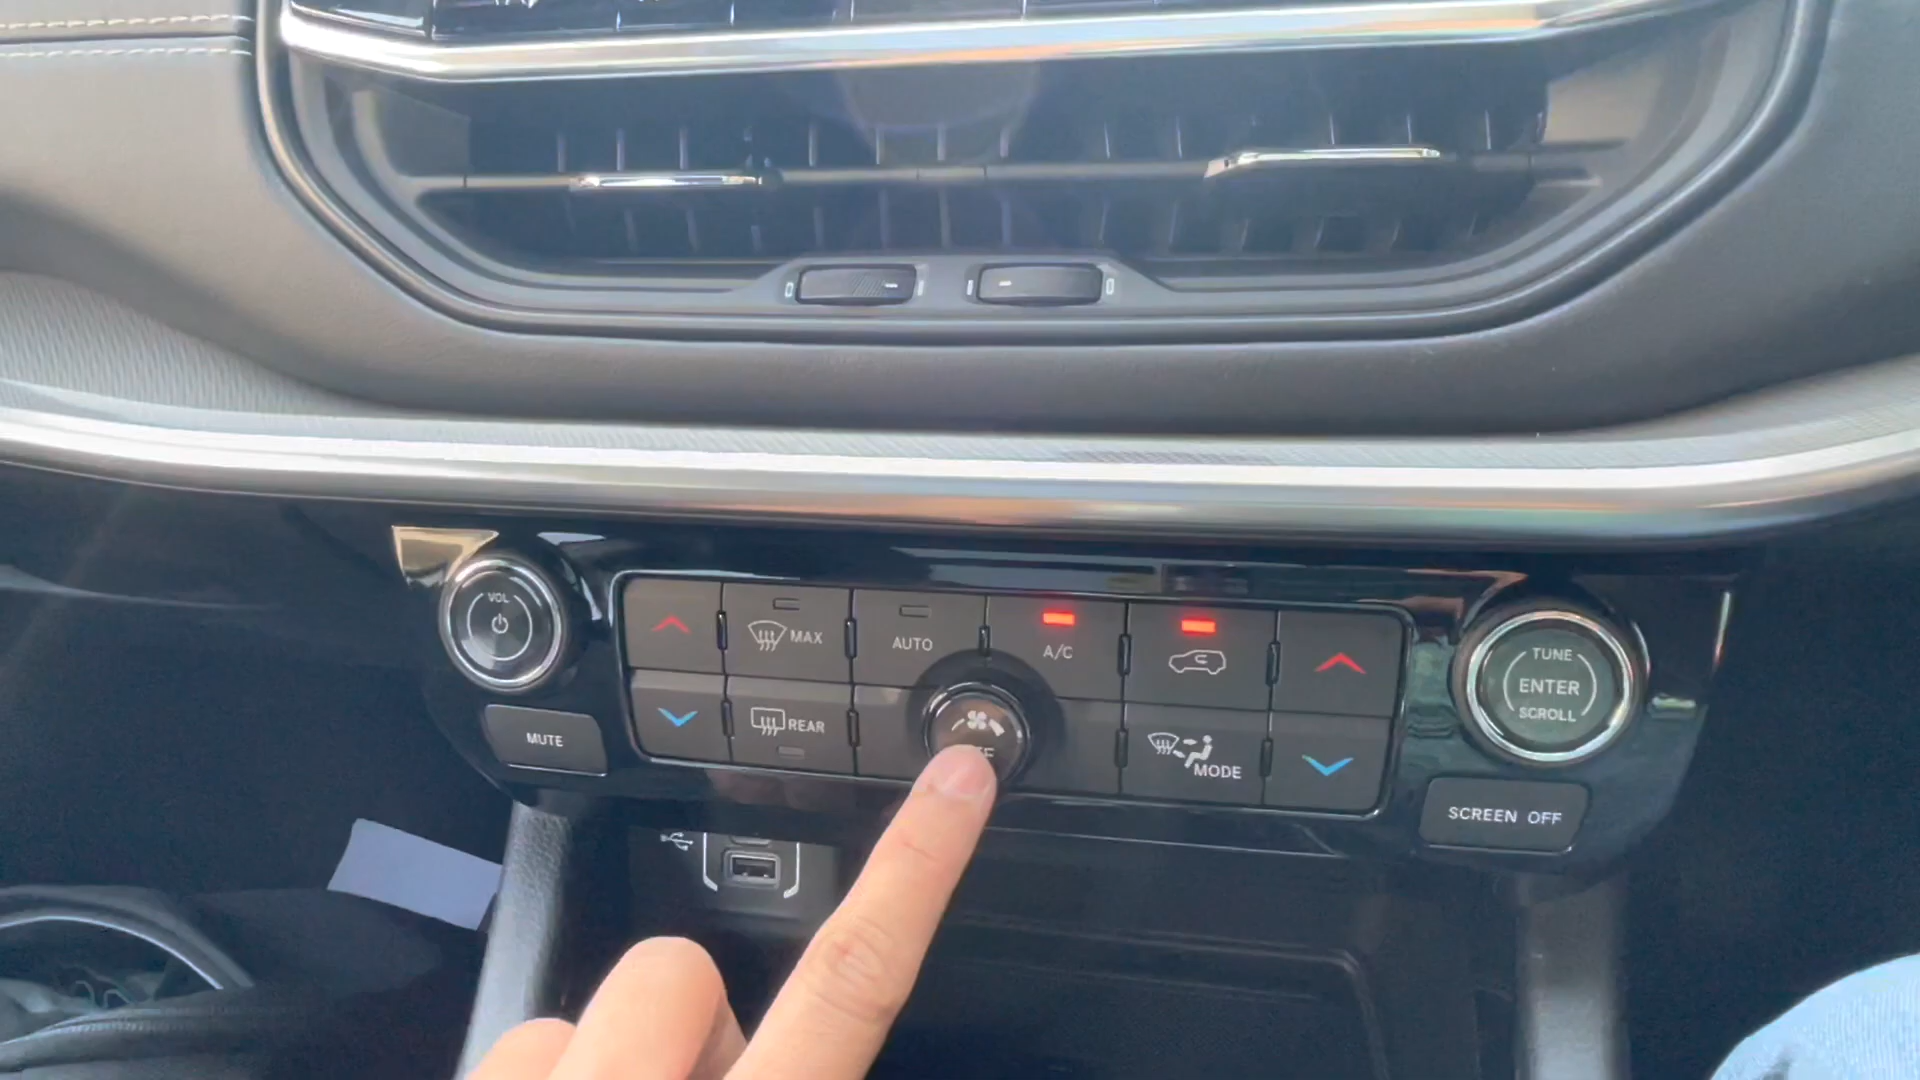 VOL
MAX
AUTO
A/C
TUNE
ENTER
SCROLL
MUTE
REAR
MODE
SCREEN OFF